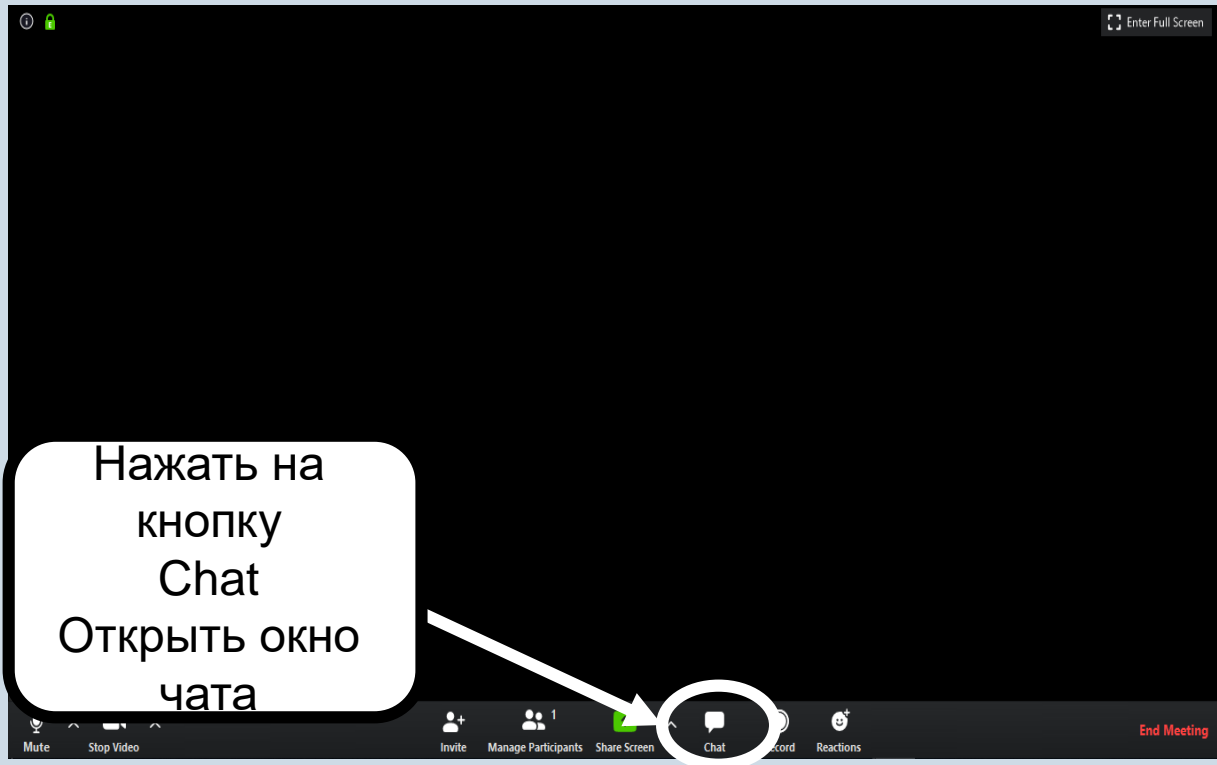 Enter Full Screen
Нажать на
кнопку
Chat
Открыть окно
чата
1
Mute Stop Video Invite Manage Participants Share Screen Chat ecord Reactions
End Meeting